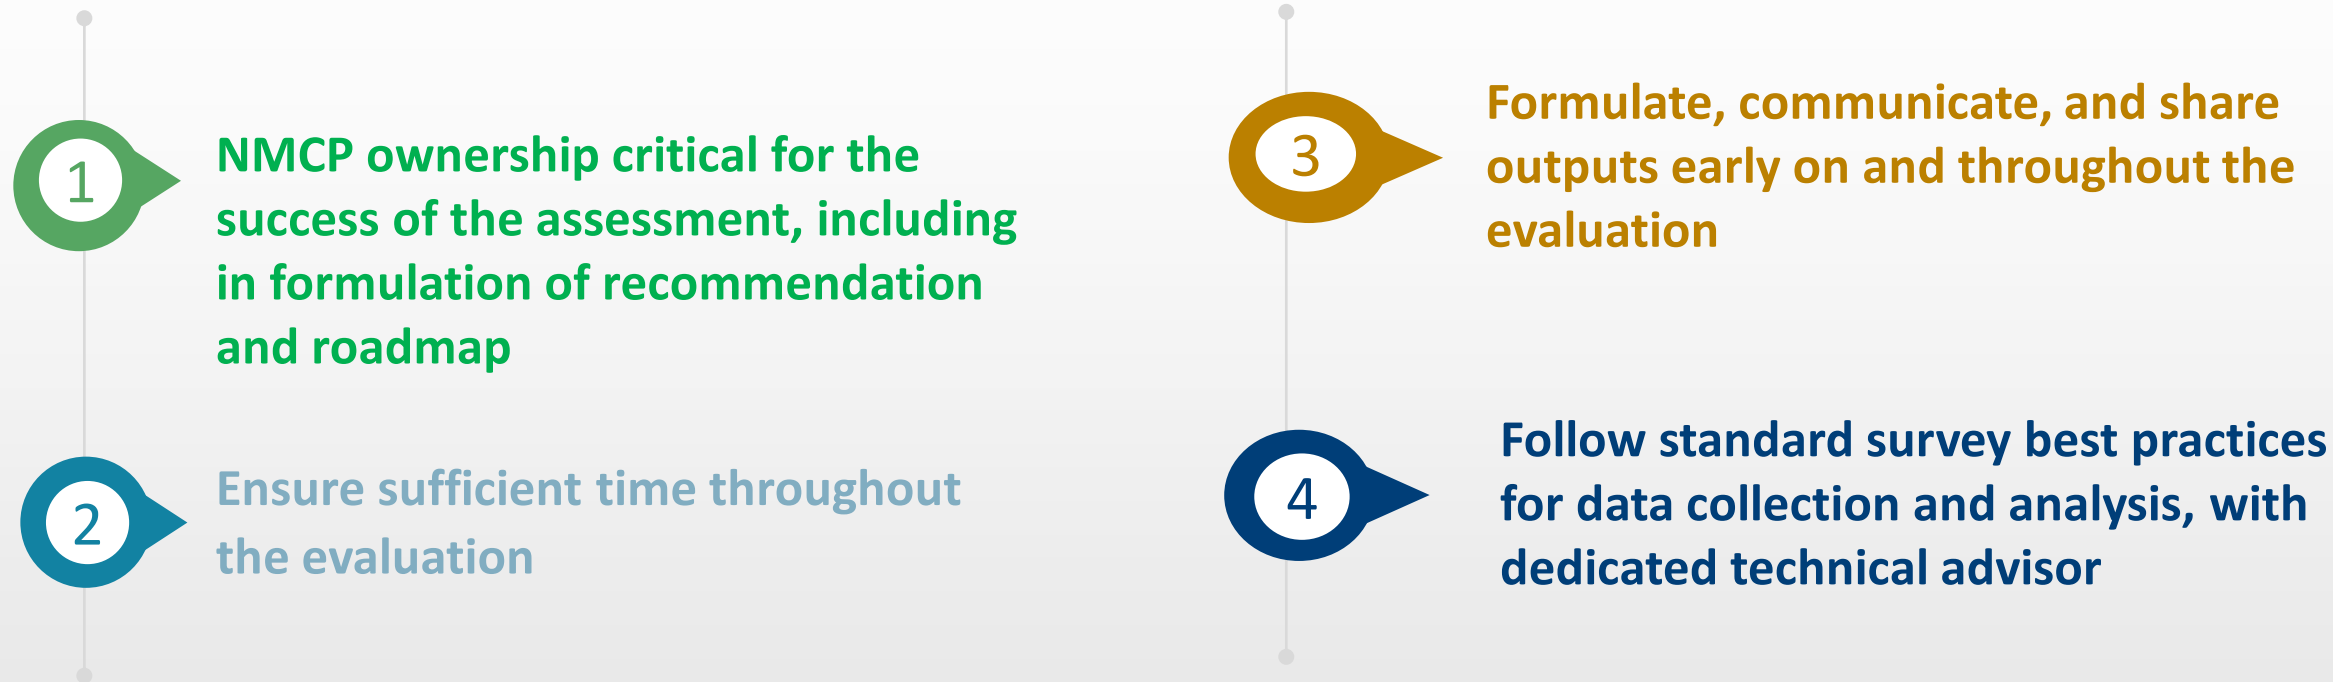 1
NMCP ownership critical for the
success of the assessment, including
in formulation of recommendation
and roadmap
2
Ensure sufficient time throughout
the evaluation
3
Formulate, communicate, and share
outputs early on and throughout the
evaluation
4
Follow standard survey best practices
for data collection and analysis, with
dedicated technical advisor